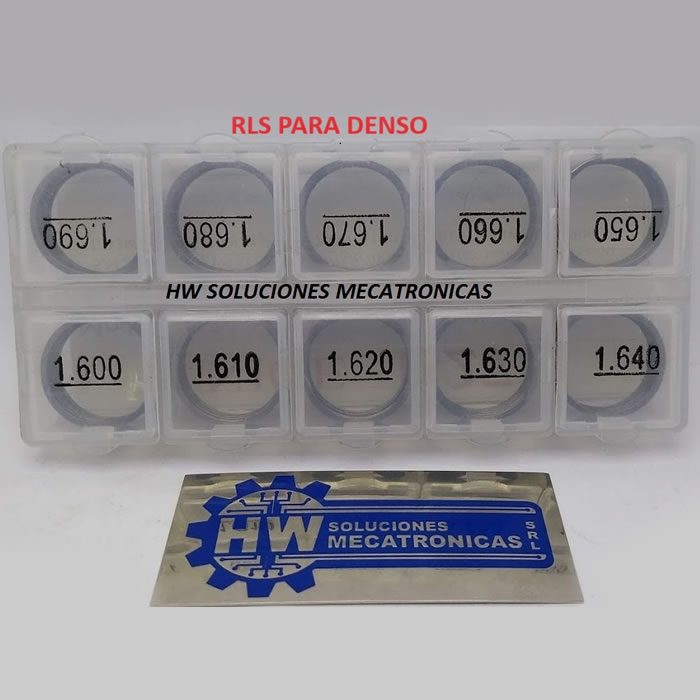 RLS PARA DENSO
1.690 1.680 1.670 1.660 1.650
HW SOLUCIONES MECATRONICAS
1.600 1.610 1.620 1.630 1.640
HW SOLUCIONES
MECATRONICAS SRL